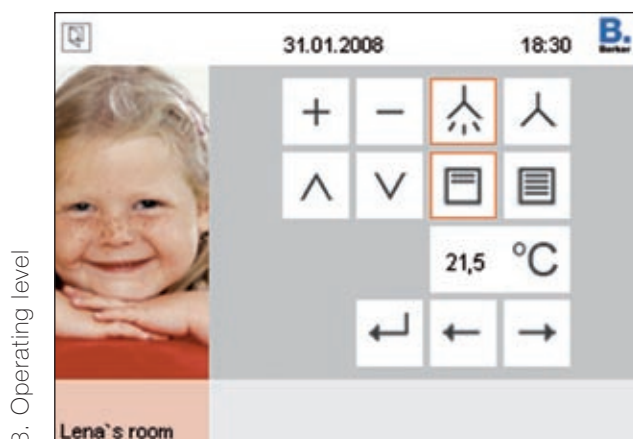 31.01.2008 18:30 B.
Berker
+ −
21,5 °C
Lena`s room
3. Operating level